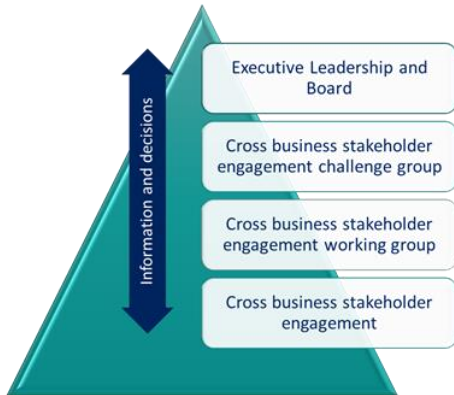 Executive Leadership and
Board
Cross business stakeholder
engagement challenge group
Cross business stakeholder
engagement working group
Cross business stakeholder
engagement
Information and decisions